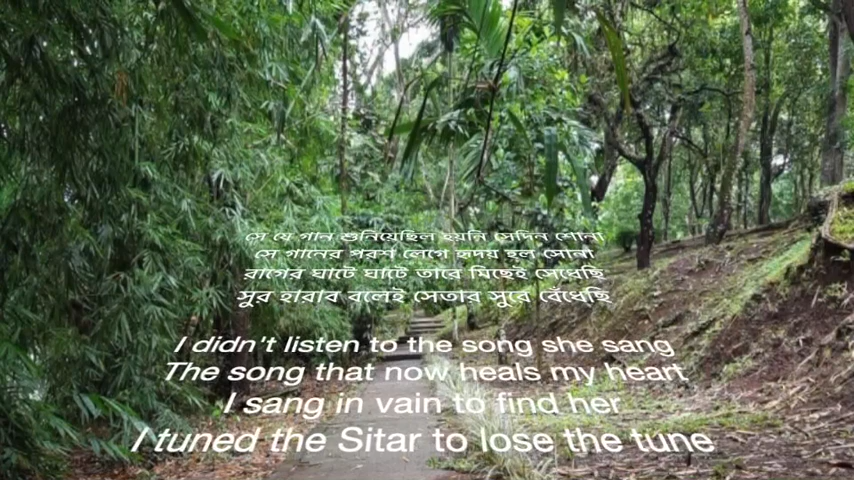 সে যে গান শুনিয়েছিল হয়নি সেদিন শোনা
সে গানের পরশ লেগে হৃদয় হল সোনা
রাগের ঘাটে ঘাটে তারে মিছেই সেধেছি
সুর হারাব বলেই সেতার সুরে বেঁধেছি
I didn't listen to the song she sang
The song that now heals my heart
I sang in vain to find her
I tuned the Sitar to lose the tune